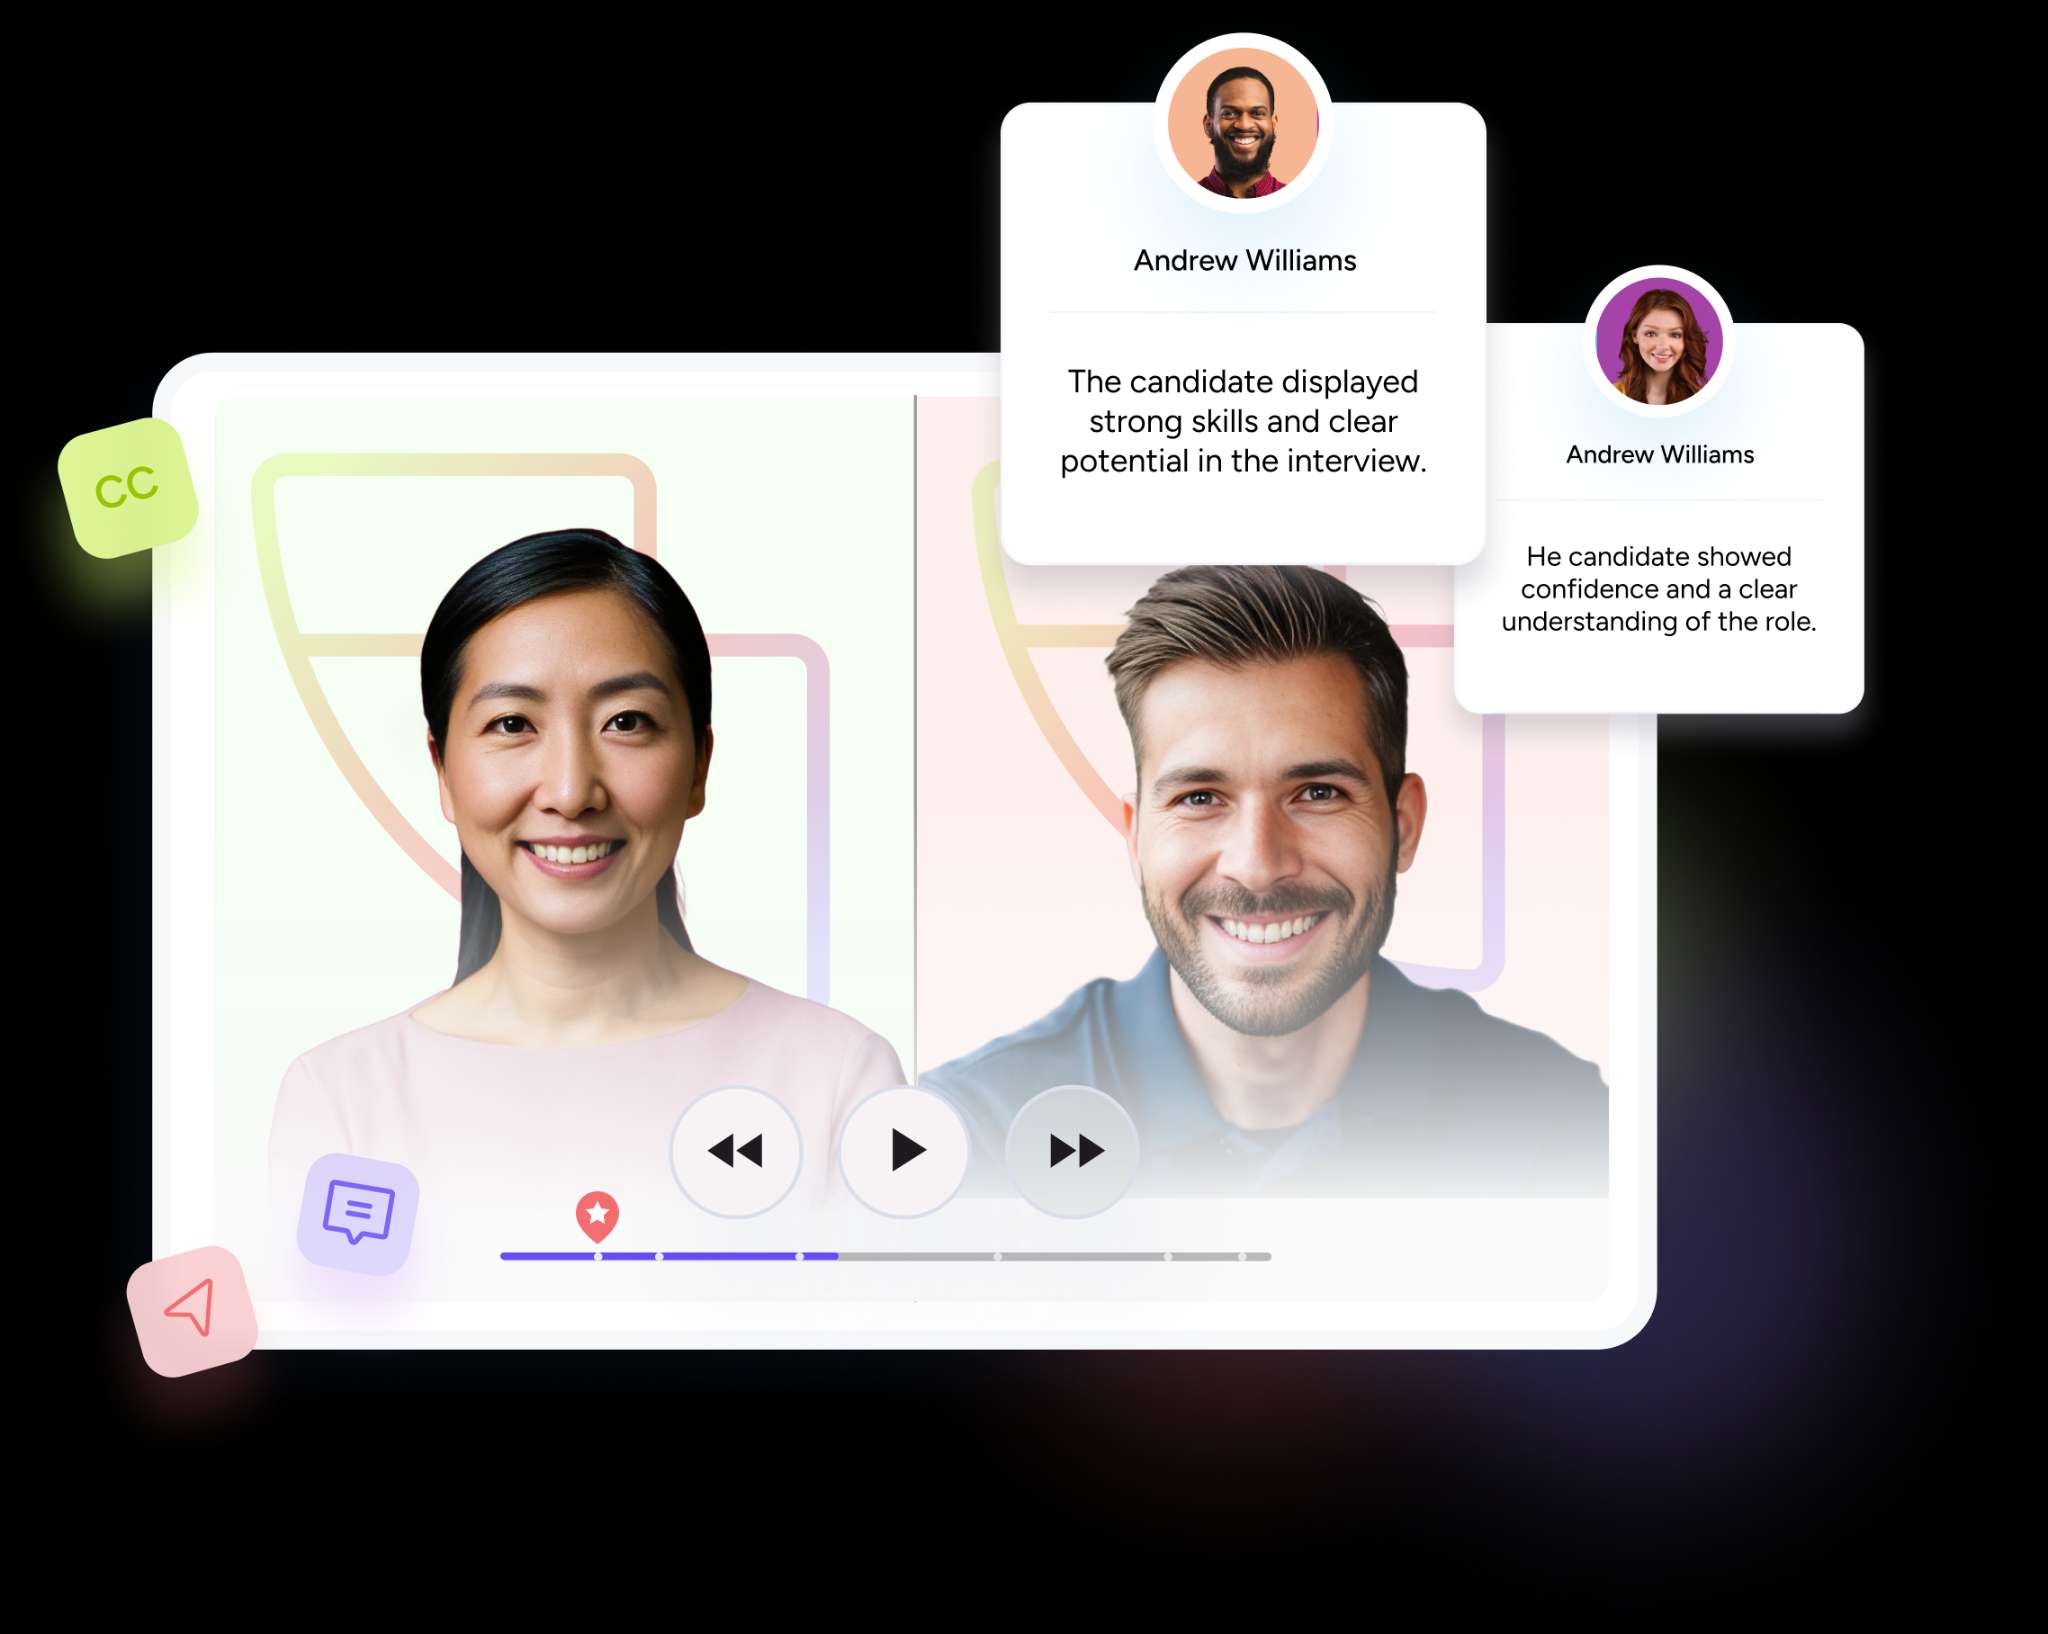 Andrew Williams
The candidate displayed
strong skills and clear
potential in the interview.
Andrew Williams
He candidate showed
confidence and a clear
understanding of the role.
CC